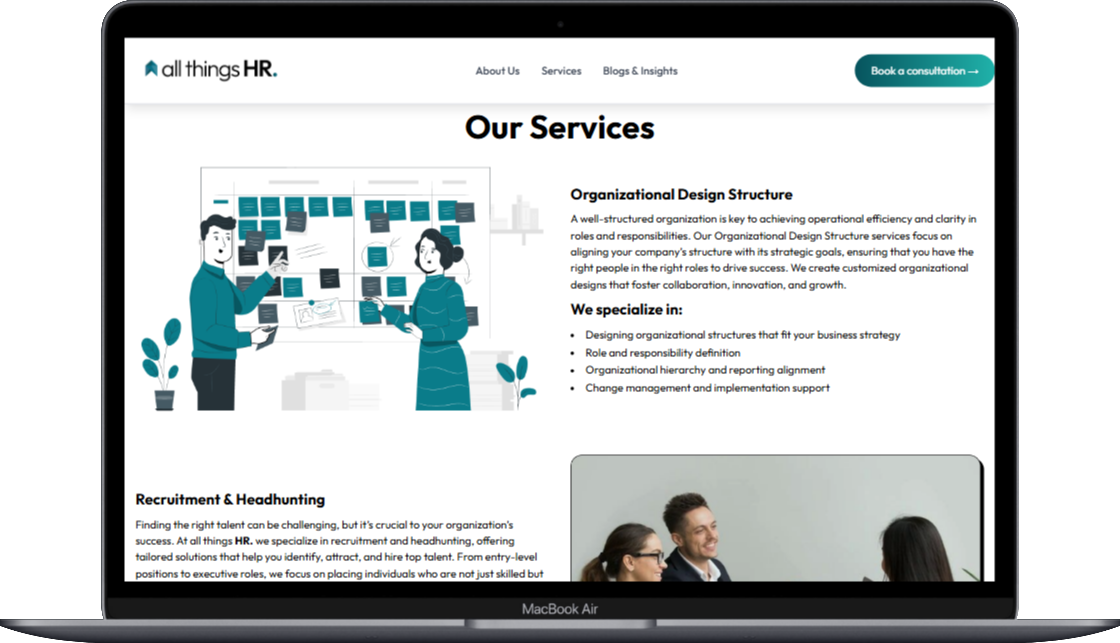 all things HR.
About Us
Services
Blogs & Insights
Book a consultation →
Our Services
Organizational Design Structure
A well-structured organization is key to achieving operational efficiency and clarity in
roles and responsibilities. Our Organizational Design Structure services focus on
aligning your company's structure with its strategic goals, ensuring that you have the
right people in the right roles to drive success. We create customized organizational
designs that foster collaboration, innovation, and growth.
We specialize in:
• Designing organizational structures that fit your business strategy
• Role and responsibility definition
• Organizational hierarchy and reporting alignment
• Change management and implementation support
Recruitment & Headhunting
Finding the right talent can be challenging, but it's crucial to your organization's
success. At all things HR. we specialize in recruitment and headhunting, offering
tailored solutions that help you identify, attract, and hire top talent. From entry-level
positions to executive roles, we focus on placing individuals who are not just skilled but
MacBook Air